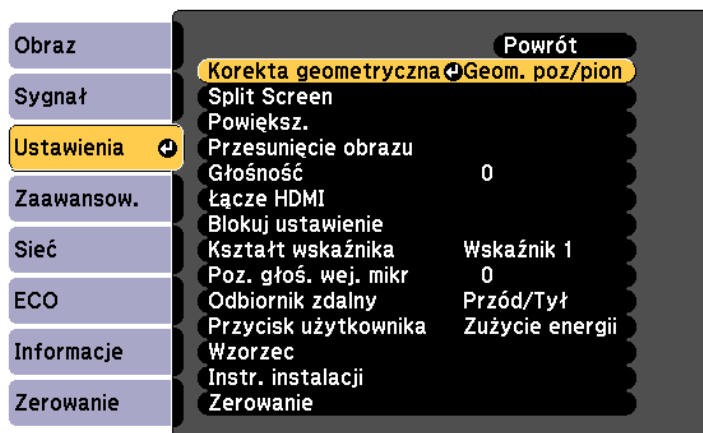 Obraz
Sygnał
Ustawienia
Zaawansow.
Sieć
ECO
Informacje
Zerowanie
Powrót
Korekta geometryczna Geom. poz/pion
Split Screen
Powiększ.
Przesunięcie obrazu
Głośność 0
Łącze HDMI
Blokuj ustawienie
Kształt wskaźnika Wskaźnik 1
Poz. głoś. wej. mikr 0
Odbiornik zdalny Przód/Tył
Przycisk użytkownika Zużycie energii
Wzorzec
Instr. instalacji
Zerowanie